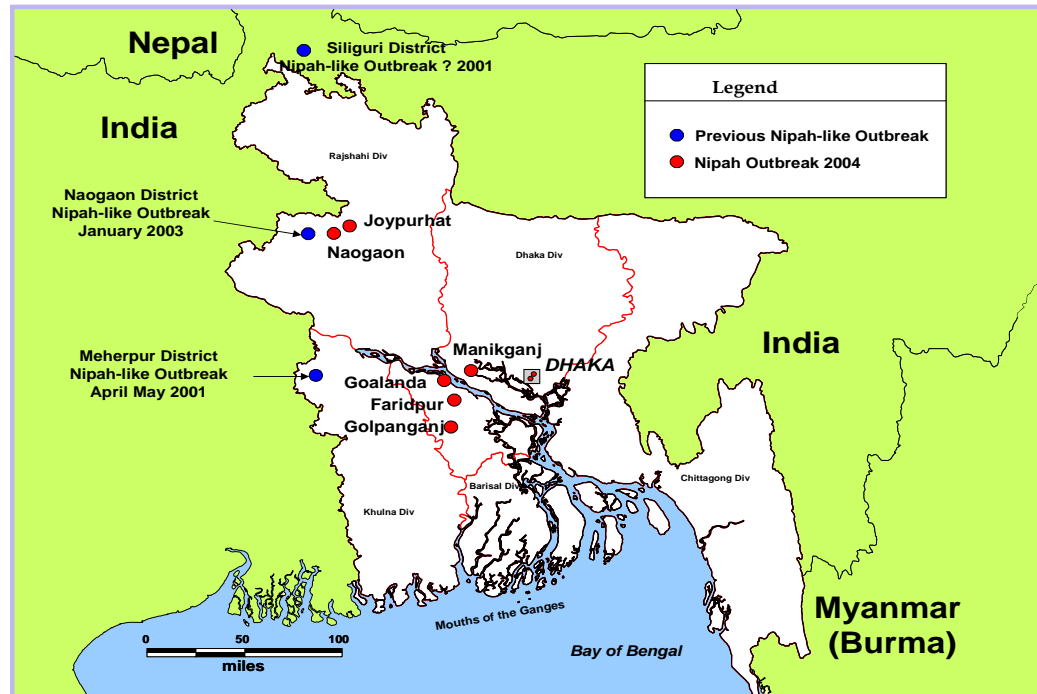 Nepal
Siliguri District
Nipah-like Outbreak ? 2001
India
Legend
Previous Nipah-like Outbreak
Nipah Outbreak 2004
Rajshahi Div
Naogaon District
Nipah-like Outbreak
January 2003
Joypurhat
Naogaon
Dhaka Div
India
Meherpur District
Nipah-like Outbreak
April May 2001
Manikganj
DHAKA
Goalanda
Faridpur
Golpanganj
Barisal Div
Chittagong Div
Khulna Div
Mouths of the Ganges
Myanmar
(Burma)
Bay of Bengal
0 50 100
miles